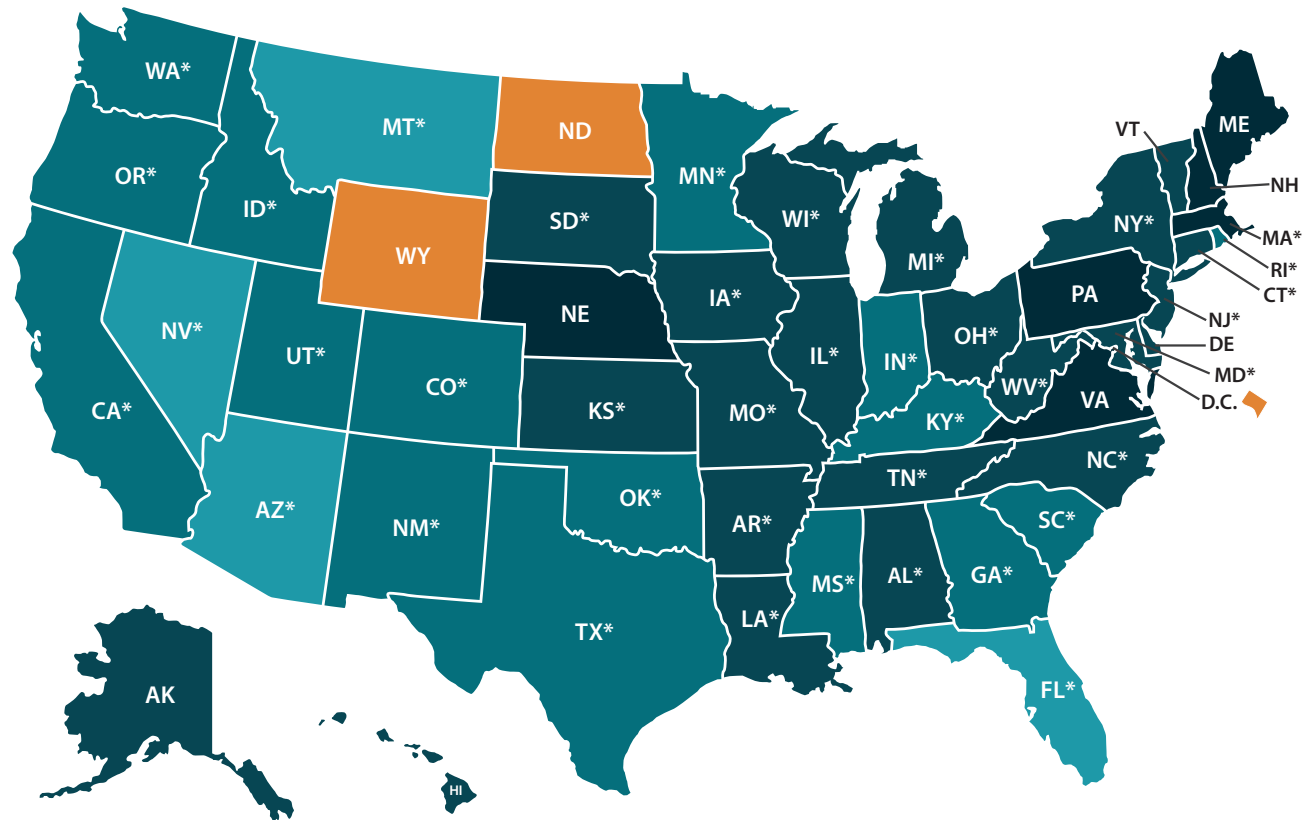 WA*
MT*
ND
MN*
OR*
ID*
WY
SD*
WI*
MI*
VT
ME
NH
NY*
MA*
RI*
CT*
NV*
UT*
CO*
NE
IA*
IL*
IN*
OH*
PA
NJ*
DE
MD*
D.C.
CA*
KS*
MO*
KY*
WV*
VA
AZ*
NM*
OK*
AR*
TN*
NC*
SC*
MS*
AL*
GA*
TX*
LA*
FL*
AK
HI